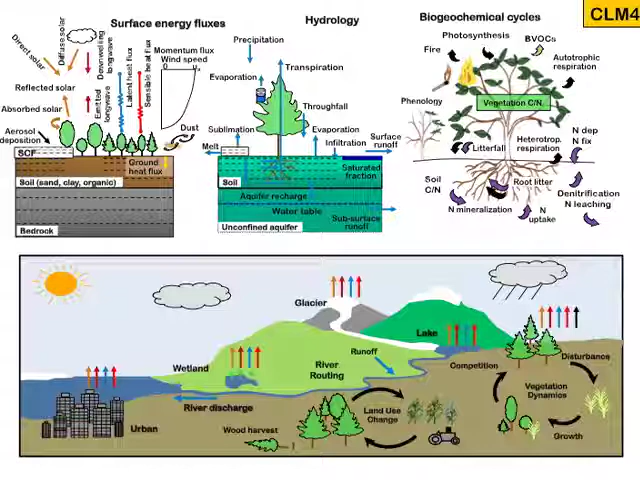 CLM4
Surface energy fluxes
Hydrology
Biogeochemical cycles
Direct solar
Diffuse solar
Downwelling longwave
Latent heat flux
Sensible heat flux
Momentum flux
Wind speed
0
Reflected solar
Absorbed solar
Emitted longwave
Aerosol
deposition
SCF
Dust
Ground
heat flux
Soil (sand, clay, organic)
Bedrock
Precipitation
Transpiration
Evaporation
Throughfall
Sublimation
Evaporation
Melt
Infiltration
Surface
runoff
Saturated
fraction
Soil
Aquifer recharge
Water table
Sub-surface
runoff
Unconfined aquifer
Photosynthesis
BVOCs
Fire
Autotrophic
respiration
Phenology
Vegetation C/N
Litterfall
Heterotrop.
respiration
N dep
N fix
Soil
C/N
Root litter
N mineralization
N
uptake
Denitrification
N leaching
Glacier
Lake
Wetland
River
Routing
Runoff
Competition
Disturbance
Vegetation
Dynamics
River discharge
Land Use
Change
Urban
Wood harvest
Growth